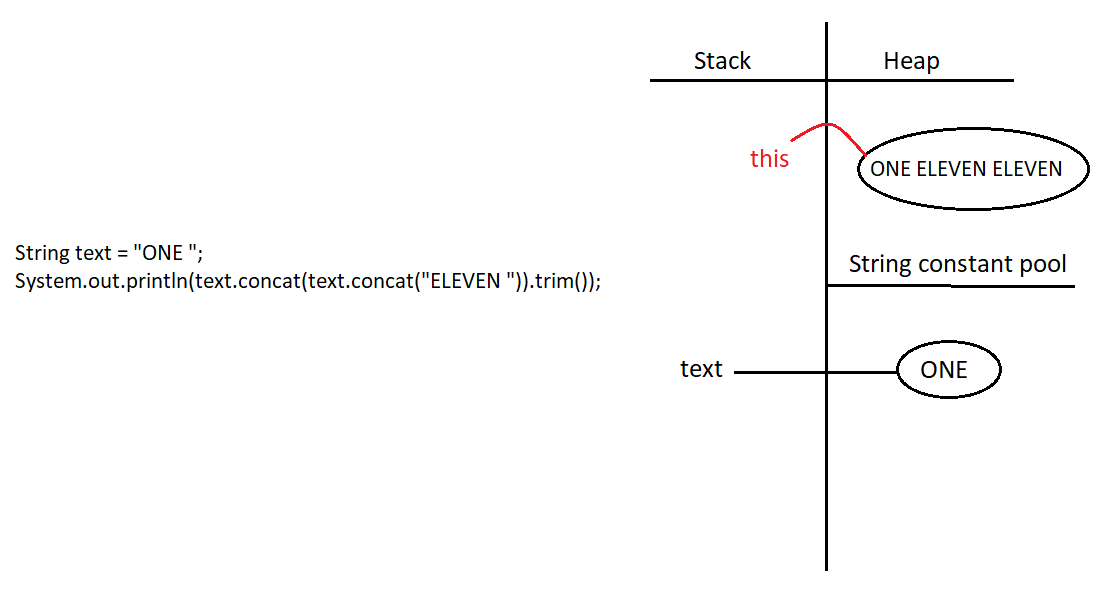 Stack
Heap
this
ONE ELEVEN ELEVEN
String text = "ONE ";
System.out.println(text.concat(text.concat("ELEVEN ")).trim());
String constant pool
text
ONE